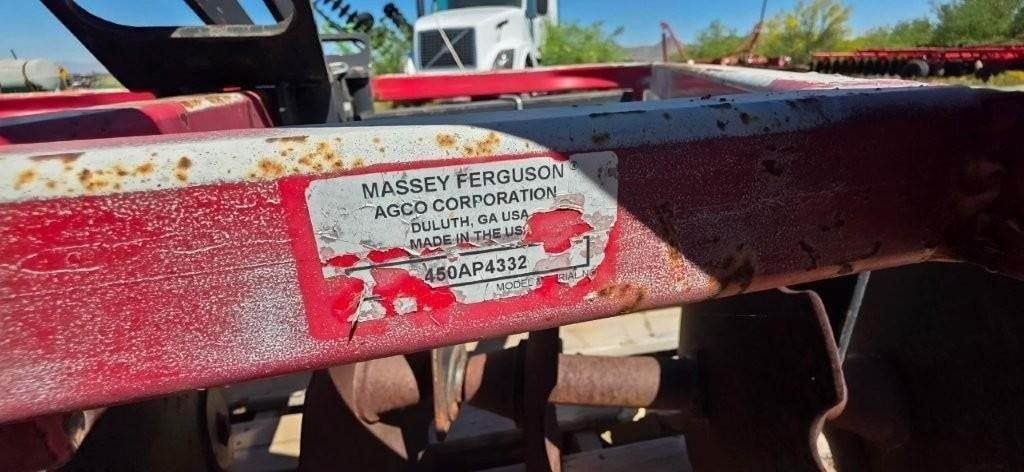 MASSEY FERGUSON®
AGCO CORPORATION
DULUTH, GA USA
MADE IN THE US
450AP4332
MODEL